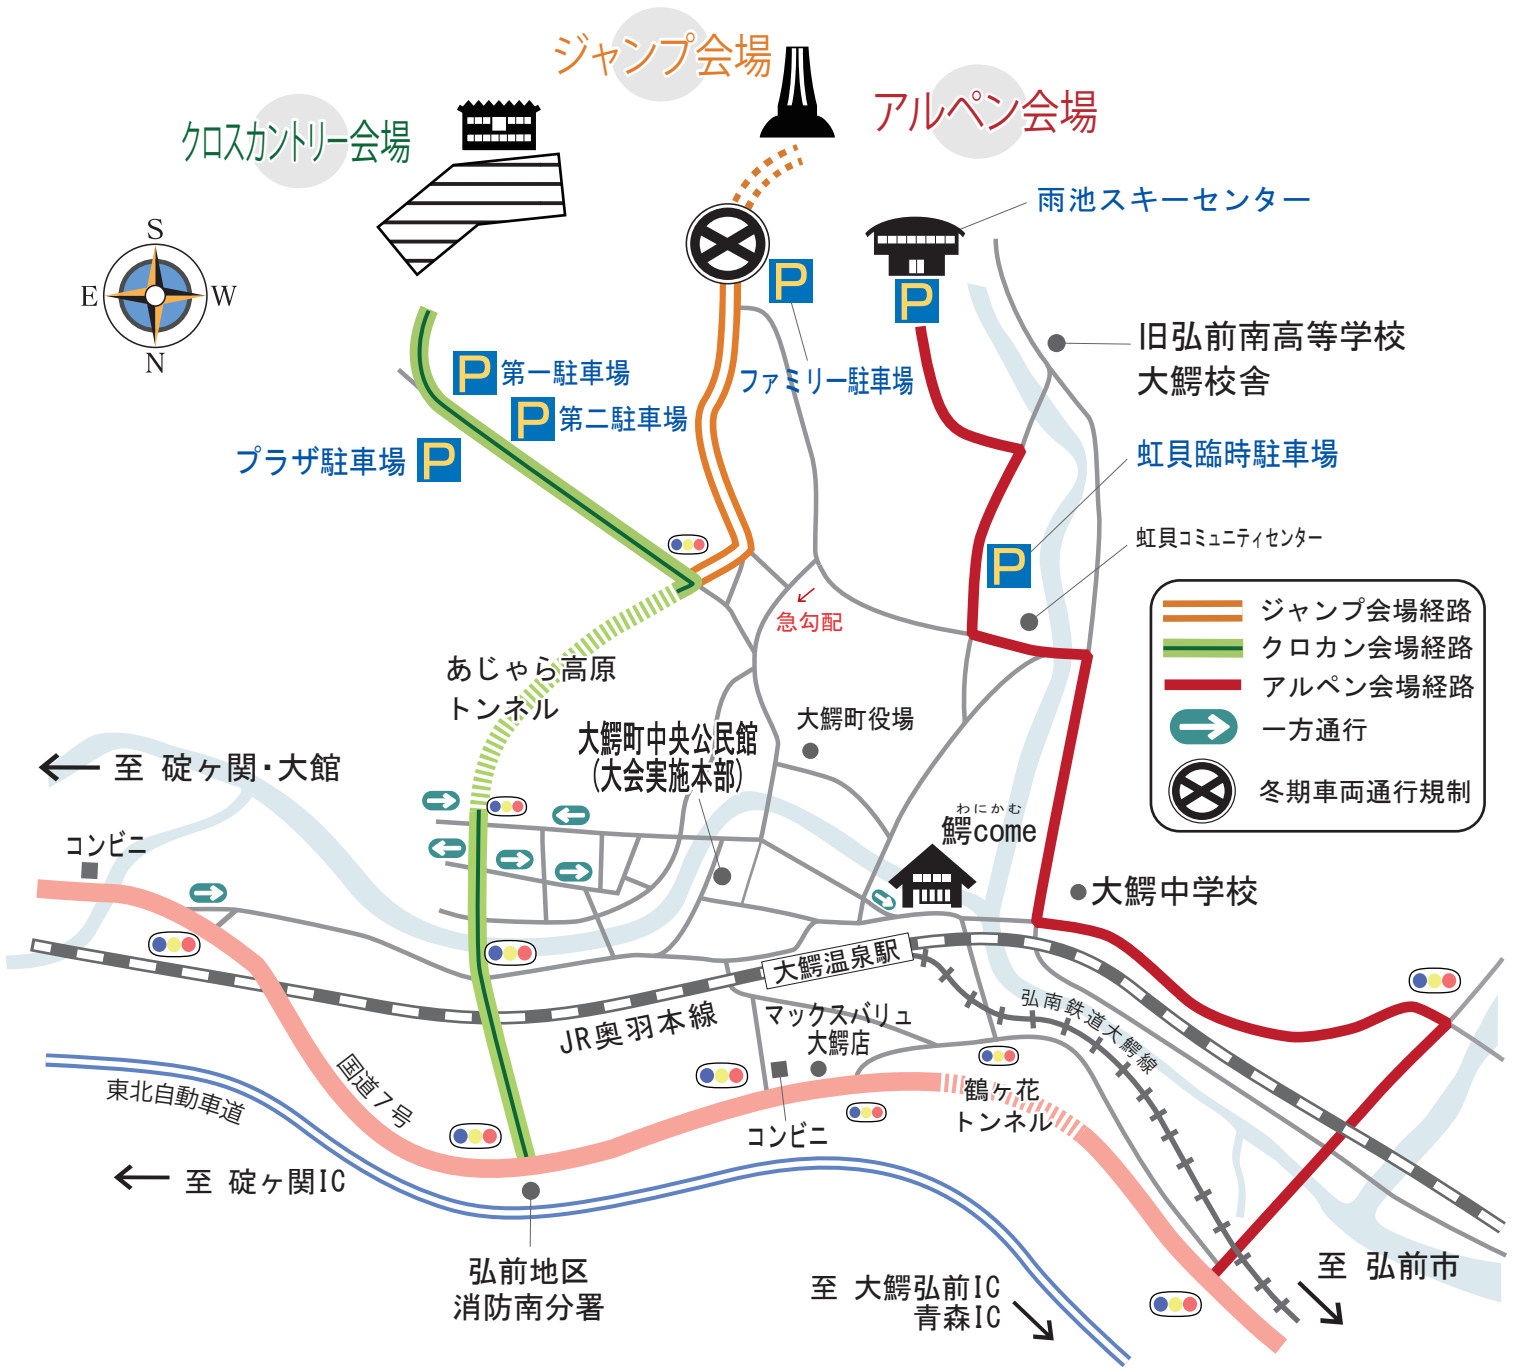 ジャンプ会場
アルペン会場
クロスカントリー会場
雨池スキーセンター
S
E
W
N
P
P
旧弘前南高等学校
大鰐校舎
P
第一駐車場
ファミリー駐車場
P
第二駐車場
プラザ駐車場
P
虹貝臨時駐車場
虹貝コミュニティセンター
P
急勾配
ジャンプ会場経路
クロカン会場経路
アルペン会場経路
一方通行
冬期車両通行規制
あじゃら高原
トンネル
大鰐町役場
大鰐町中央公民館
(大会実施本部)
至 碇ヶ関・大館
わにかむ
鰐come
コンビニ
大鰐中学校
大鰐温泉駅
JR奥羽本線
マックスバリュ
大鰐店
弘南鉄道大鰐線
国道7号
東北自動車道
鶴ヶ花
トンネル
コンビニ
至 碇ヶ関IC
弘前地区
消防南分署
至 大鰐弘前IC
青森IC
至 弘前市